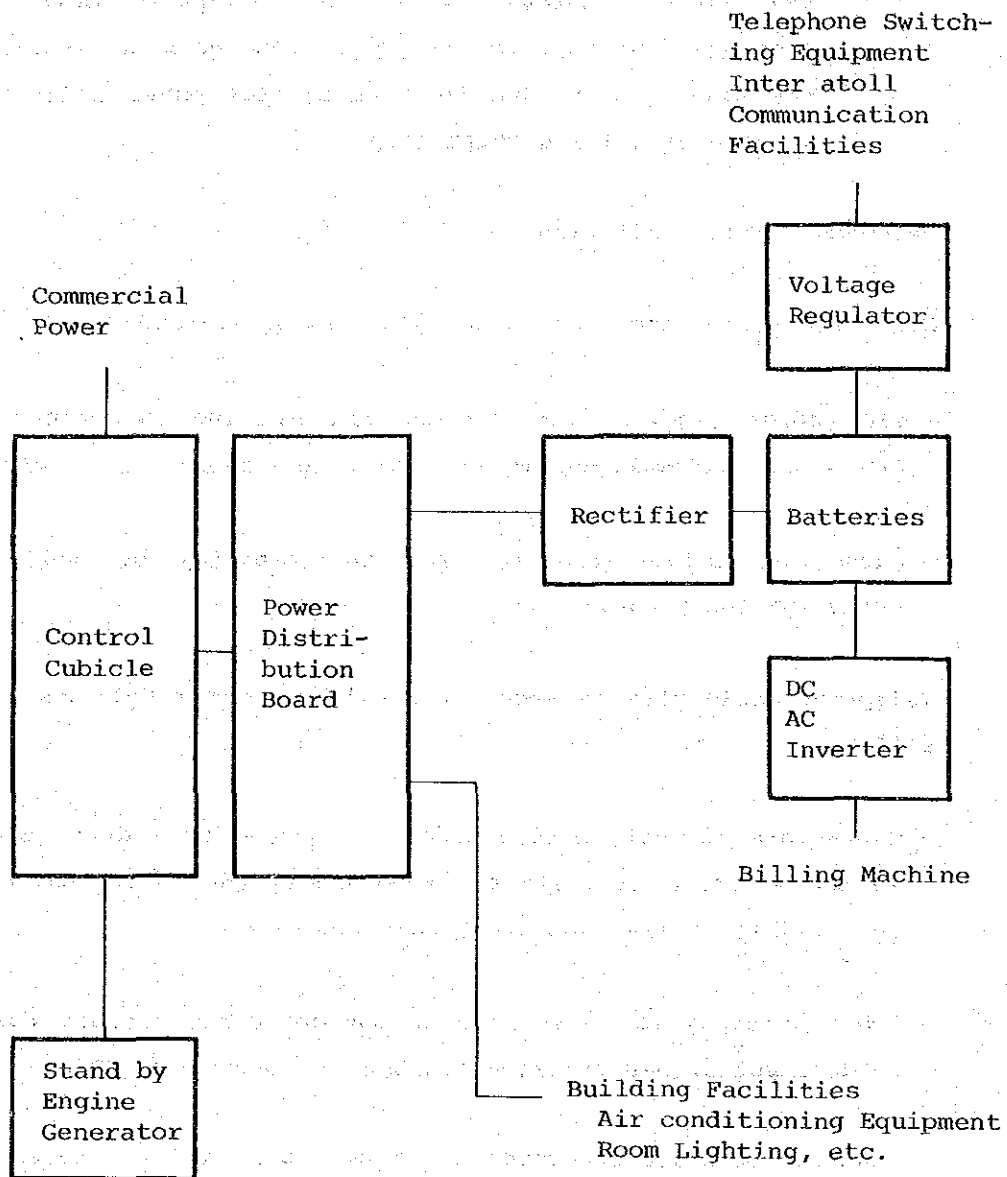 Telephone Switch-
ing Equipment
Inter atoll
Communication
Facilities
Voltage
Regulator
Commercial
Power
Rectifier
Batteries
Control
Cubicle
Power
Distri-
bution
Board
DC
AC
Inverter
Billing Machine
Stand by
Engine
Generator
Building Facilities
Air conditioning Equipment
Room Lighting, etc.